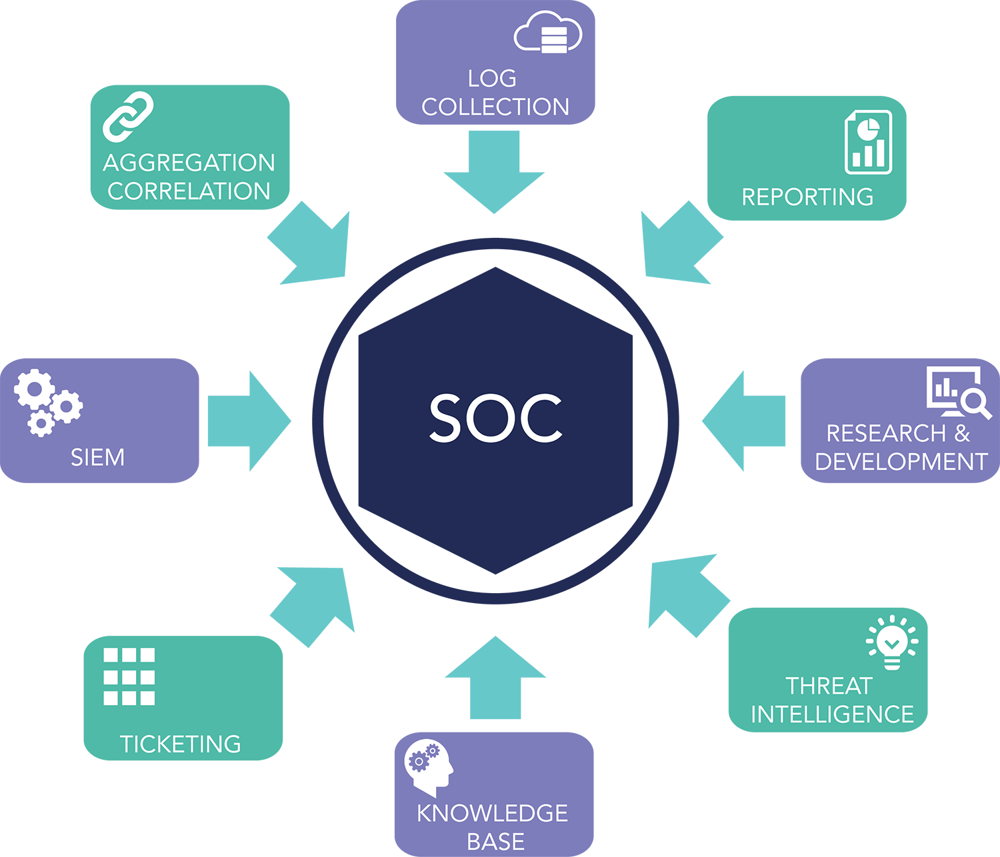 LOG
COLLECTION
AGGREGATION
CORRELATION
REPORTING
SIEM
SOC
RESEARCH &
DEVELOPMENT
TICKETING
THREAT
INTELLIGENCE
KNOWLEDGE
BASE